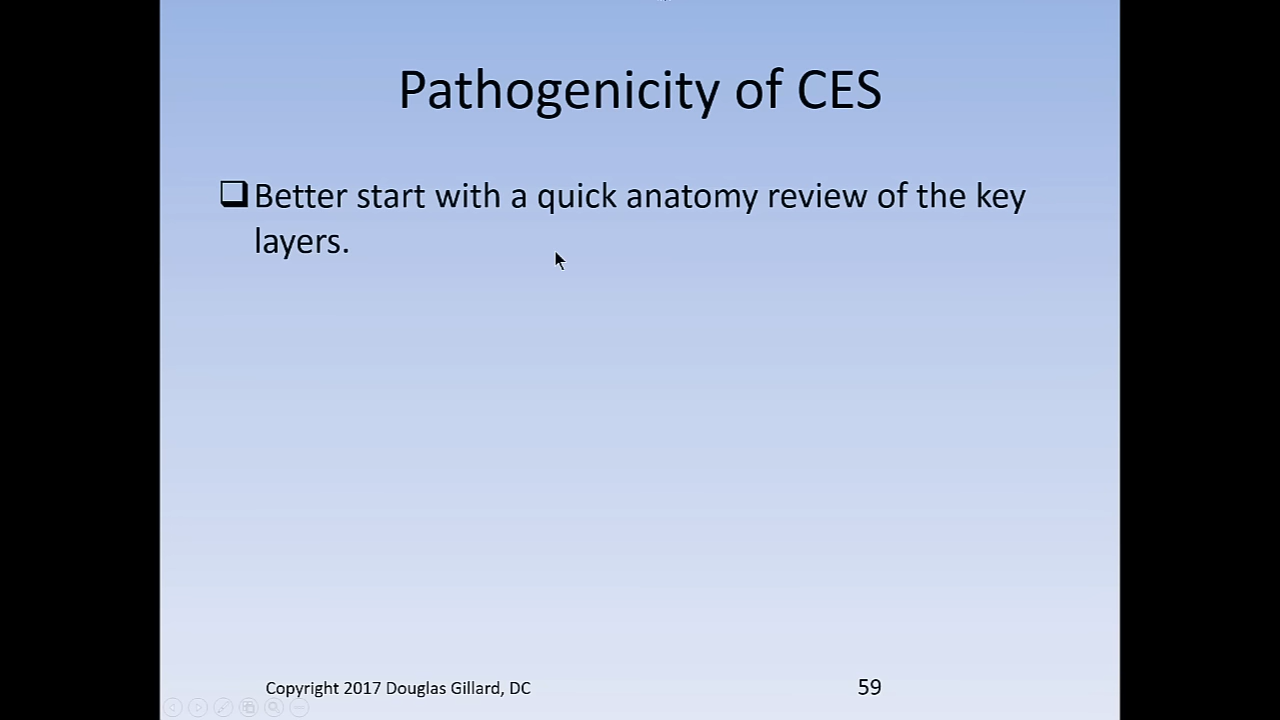 Pathogenicity of CES
Better start with a quick anatomy review of the key
layers.
Copyright 2017 Douglas Gillard, DC
59